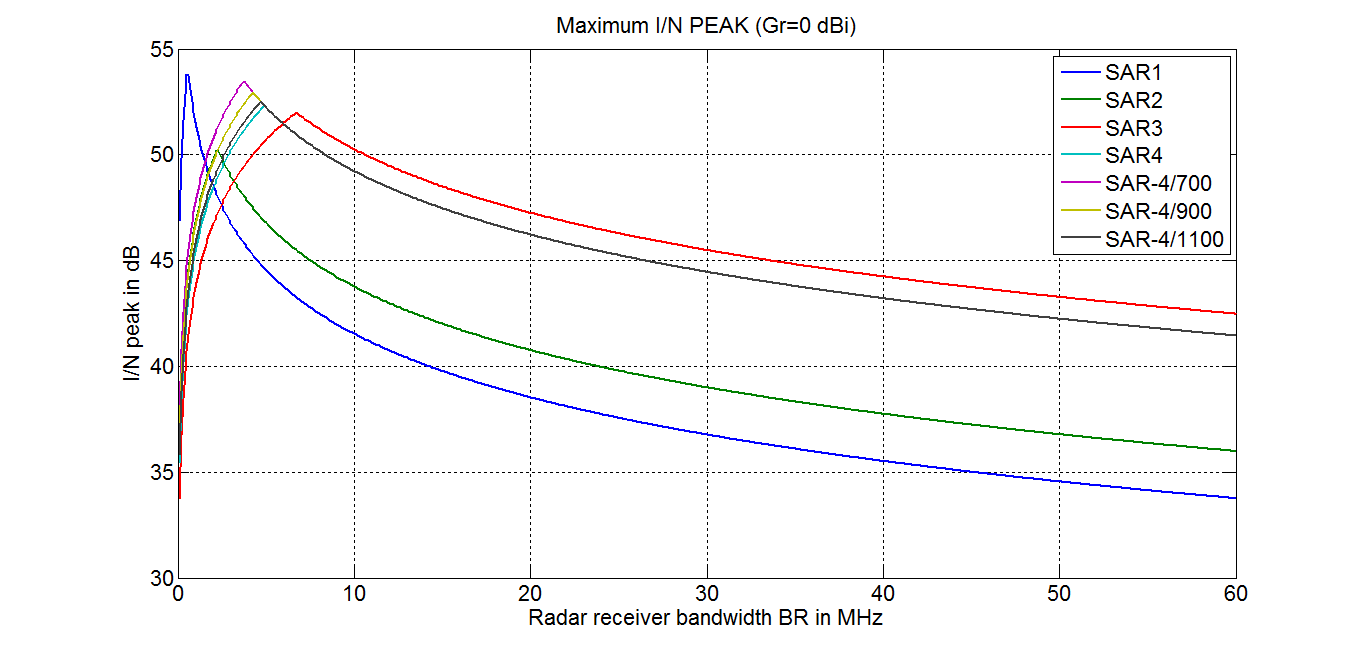 Maximum I/N PEAK (Gr=0 dBi)
55
50
45
40
35
30
I/N peak in dB
SAR1
SAR2
SAR3
SAR4
SAR-4/700
SAR-4/900
SAR-4/1100
0 10 20 30 40 50 60
Radar receiver bandwidth BR in MHz